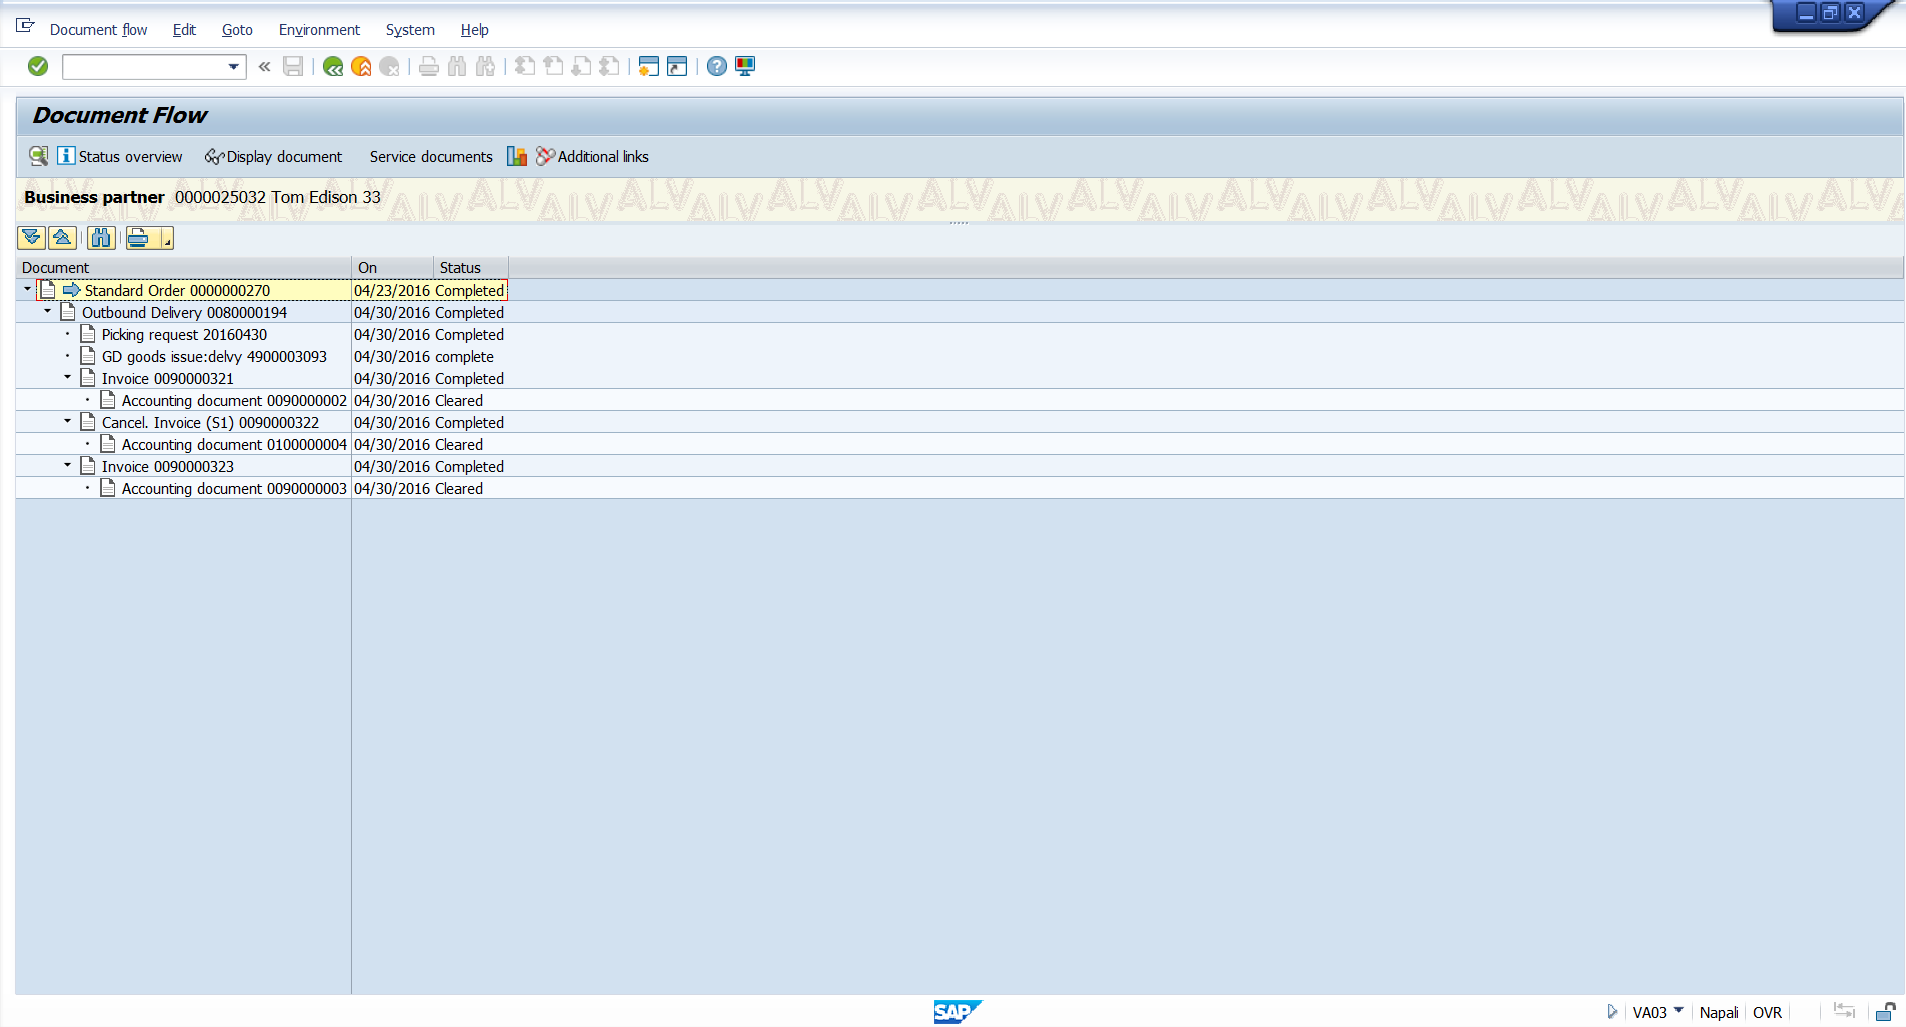 Document flow Edit Goto Environment System Help
Document Flow
Status overview Display document Service documents Additional links
Business partner 0000025032 Tom Edison 33
Document On Status
Standard Order 0000000270 04/23/2016 Completed
Outbound Delivery 0080000194 04/30/2016 Completed
Picking request 20160430 04/30/2016 Completed
GD goods issue:delvy 4900003093 04/30/2016 complete
Invoice 0090000321 04/30/2016 Completed
Accounting document 0090000002 04/30/2016 Cleared
Cancel. Invoice (S1) 0090000322 04/30/2016 Completed
Accounting document 0100000004 04/30/2016 Cleared
Invoice 0090000323 04/30/2016 Completed
Accounting document 0090000003 04/30/2016 Cleared
SAP VA03 Napali OVR